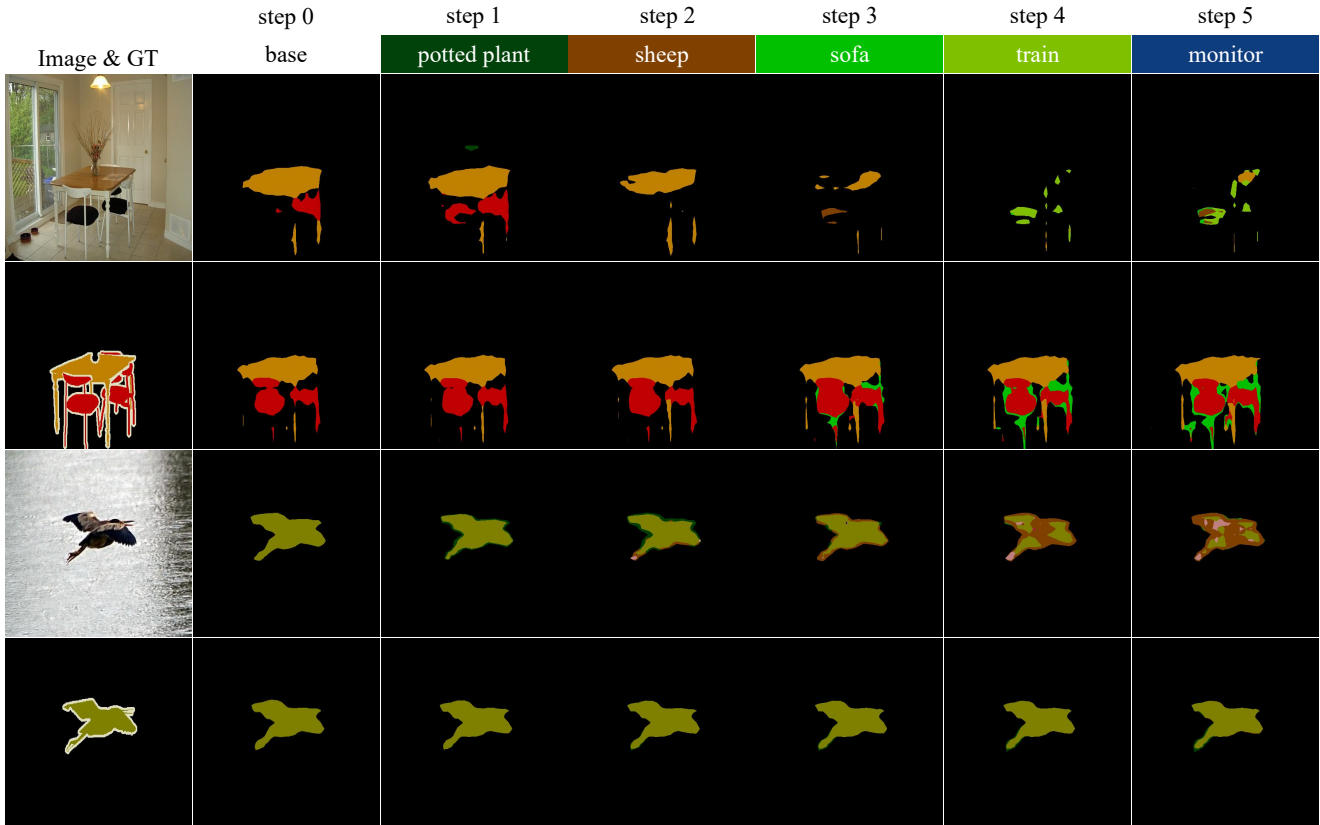 step 0 step 1 step 2 step 3 step 4 step 5
Image & GT base potted plant sheep sofa train monitor